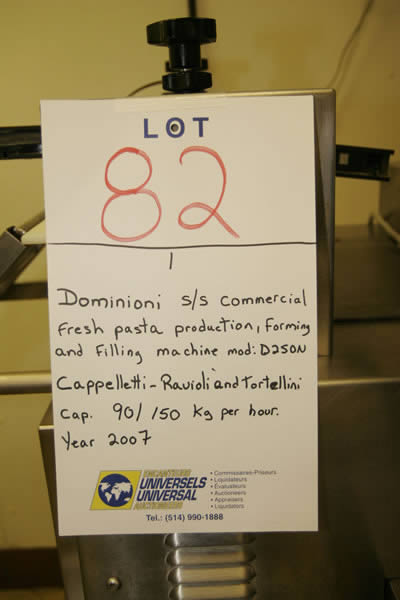 LOT
82
1
Dominioni s/s commercial
Fresh pasta production, Forming
and Filling machine mod: D250N
Cappelletti - Ravioli and Tortellini
Cap. 90/150 Kg per hour.
Year 2007
ENCANTEURS
UNIVERSELS
UNIVERSAL
AUCTIONEERS
• Commissaires-Priseurs
• Liquidateurs
• Évaluateurs
• Auctioneers
• Appraisers
• Liquidators
Tel.: (514) 990-1888